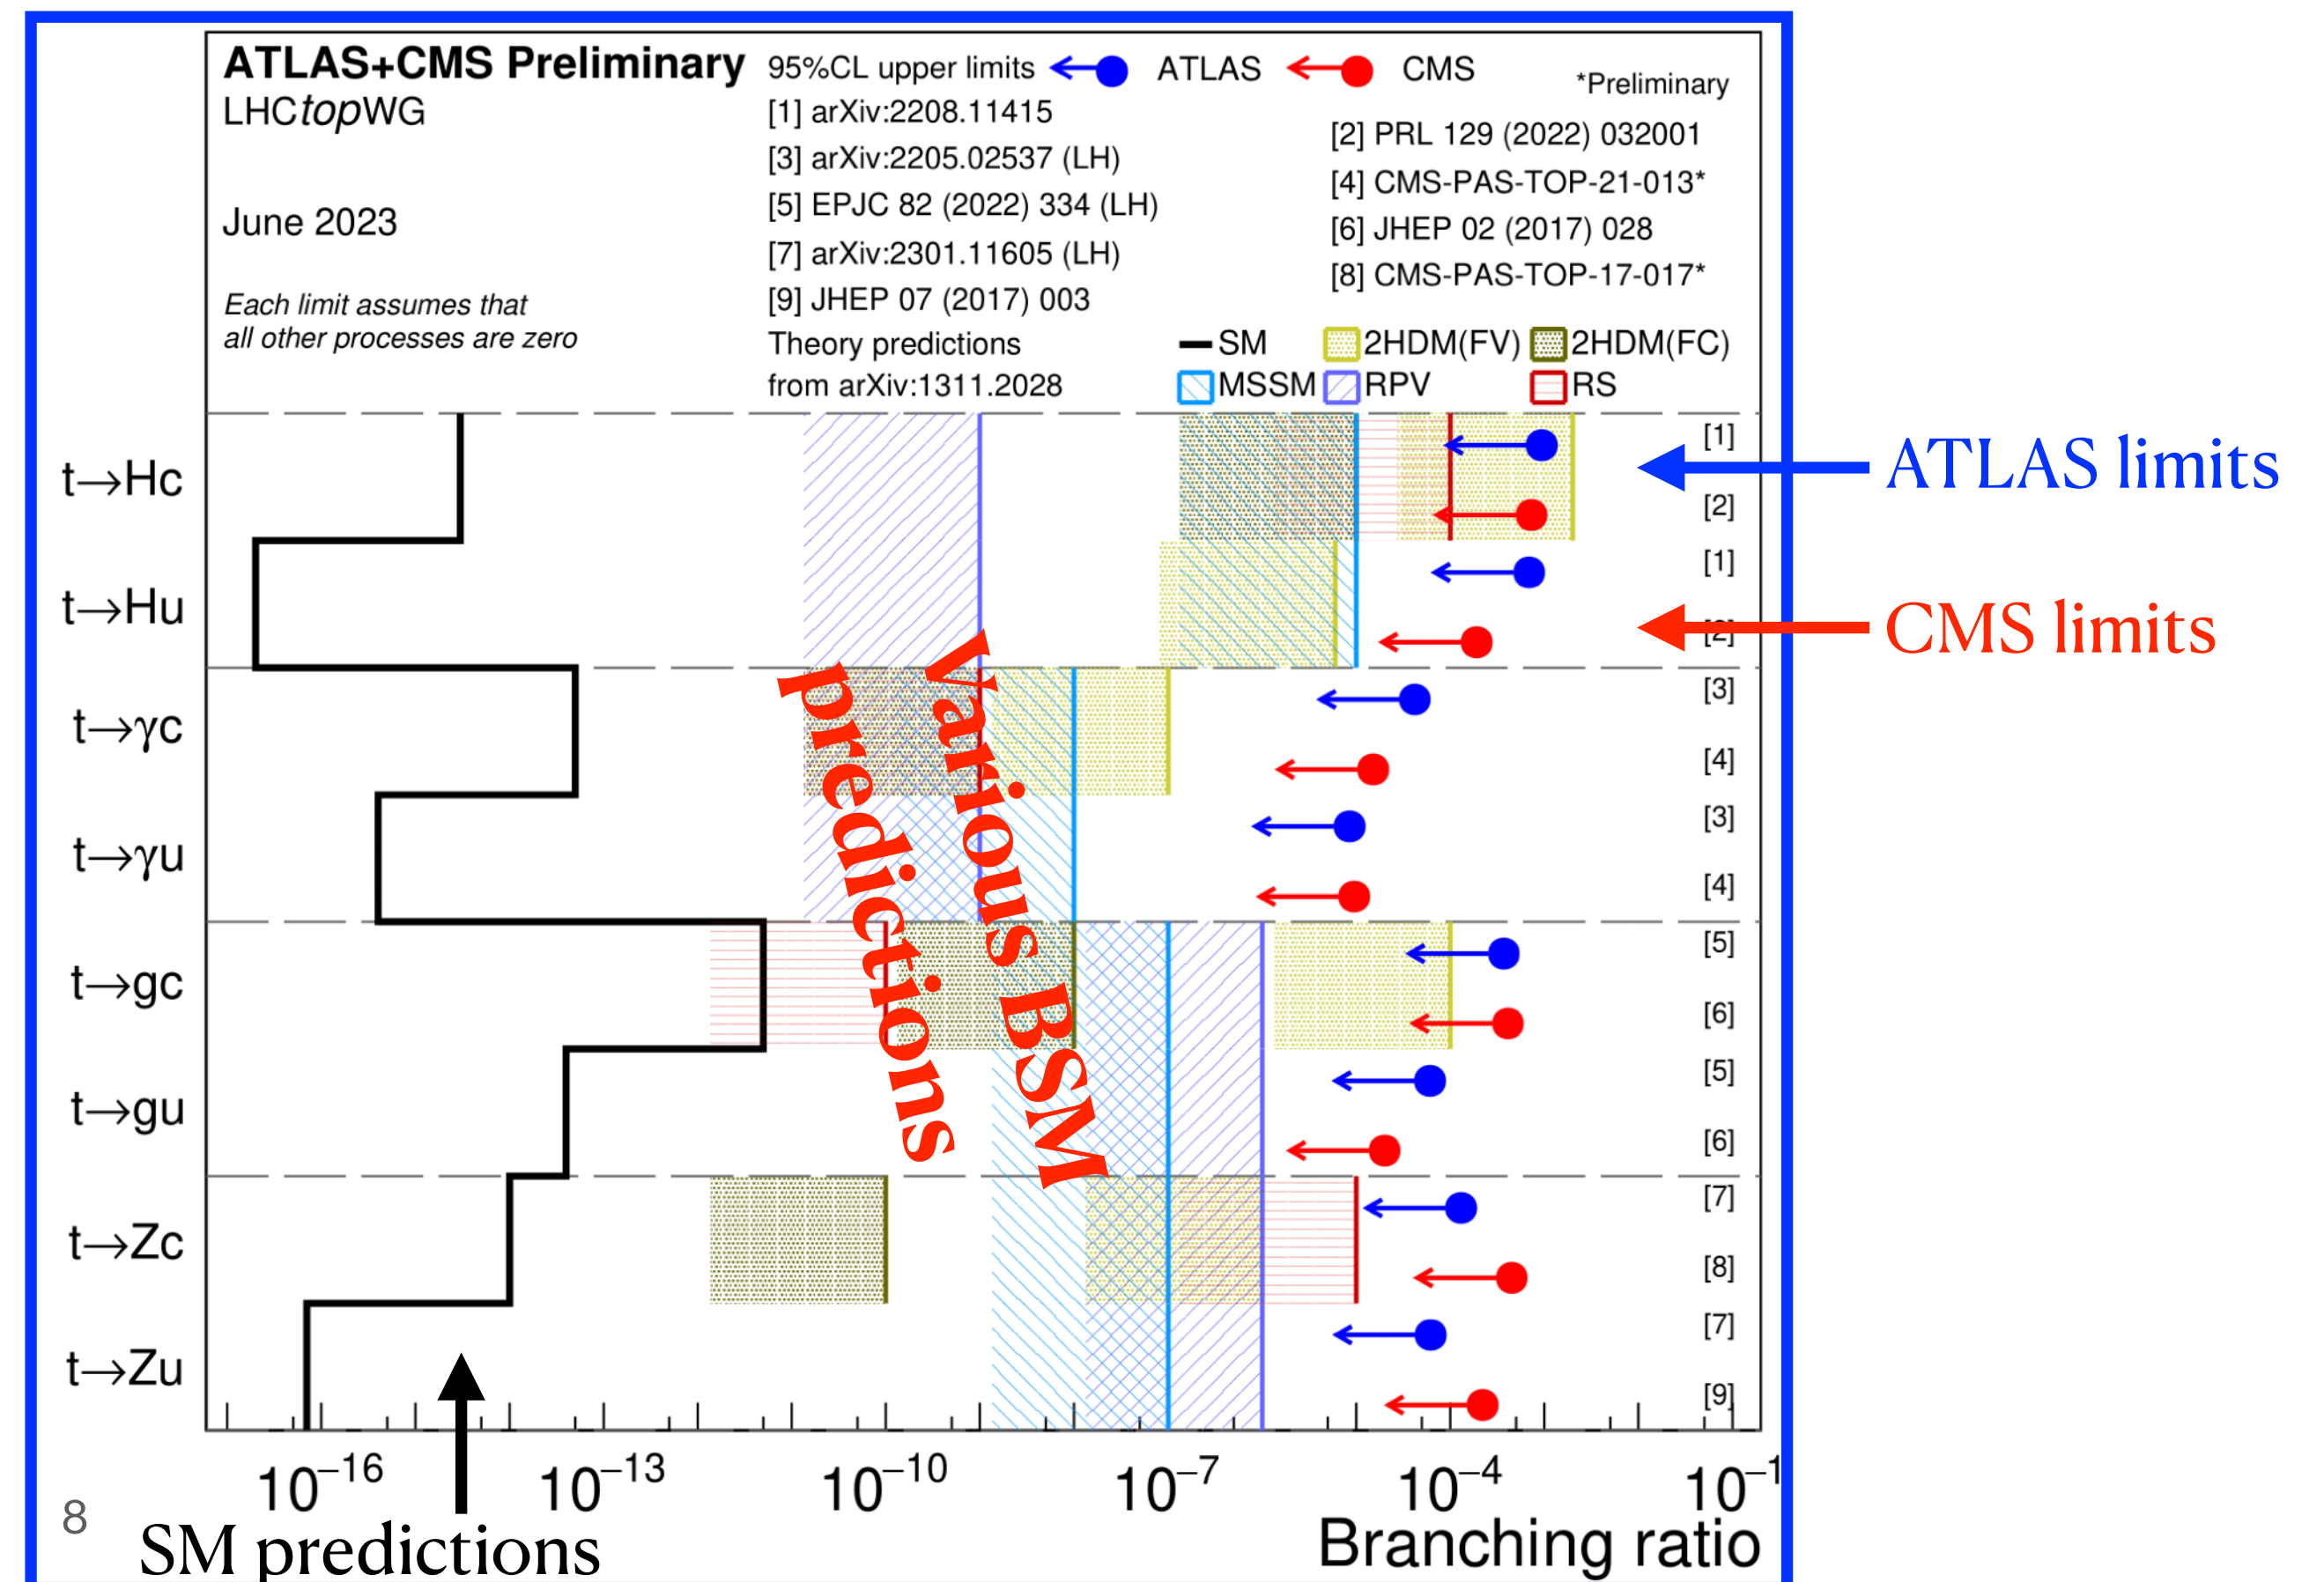 ATLAS+CMS Preliminary
LHCtopWG
June 2023
Each limit assumes that
all other processes are zero
95%CL upper limits ATLAS CMS
*Preliminary
[1] arXiv:2208.11415
[2] PRL 129 (2022) 032001
[3] arXiv:2205.02537 (LH)
[4] CMS-PAS-TOP-21-013*
[5] EPJC 82 (2022) 334 (LH)
[6] JHEP 02 (2017) 028
[7] arXiv:2301.11605 (LH)
[8] CMS-PAS-TOP-17-017*
[9] JHEP 07 (2017) 003
Theory predictions
from arXiv:1311.2028
SM 2HDM(FV) 2HDM(FC)
MSSM RPV RS
t→Hc
[1]
[2]
t→Hu
[1]
[2]
t→γc
[3]
[4]
t→γu
[3]
[4]
t→gc
[5]
[6]
t→gu
[5]
[6]
t→Zc
[7]
[8]
t→Zu
[7]
[9]
ATLAS limits
CMS limits
Various BSM
predictions
10⁻¹⁶ 10⁻¹³ 10⁻¹⁰ 10⁻⁷ 10⁻⁴ 10⁻¹
Branching ratio
8
SM predictions